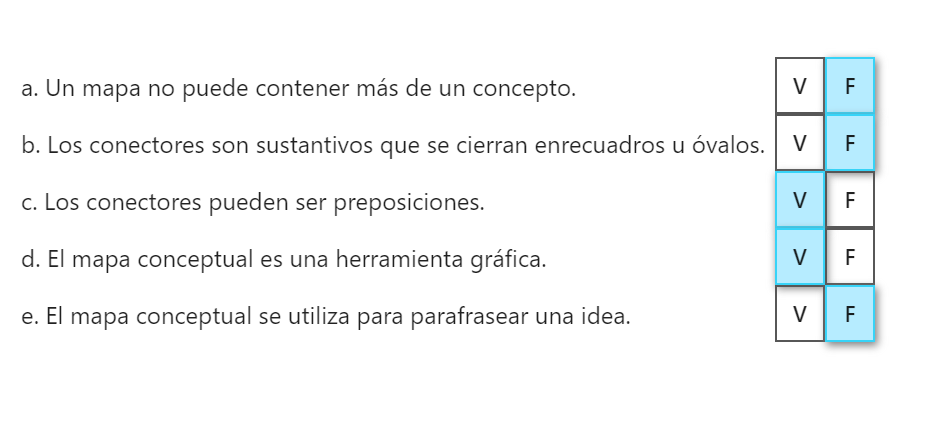 a. Un mapa no puede contener más de un concepto. V F
b. Los conectores son sustantivos que se cierran enrecuadros u óvalos. V F
c. Los conectores pueden ser preposiciones. V F
d. El mapa conceptual es una herramienta gráfica. V F
e. El mapa conceptual se utiliza para parafrasear una idea. V F